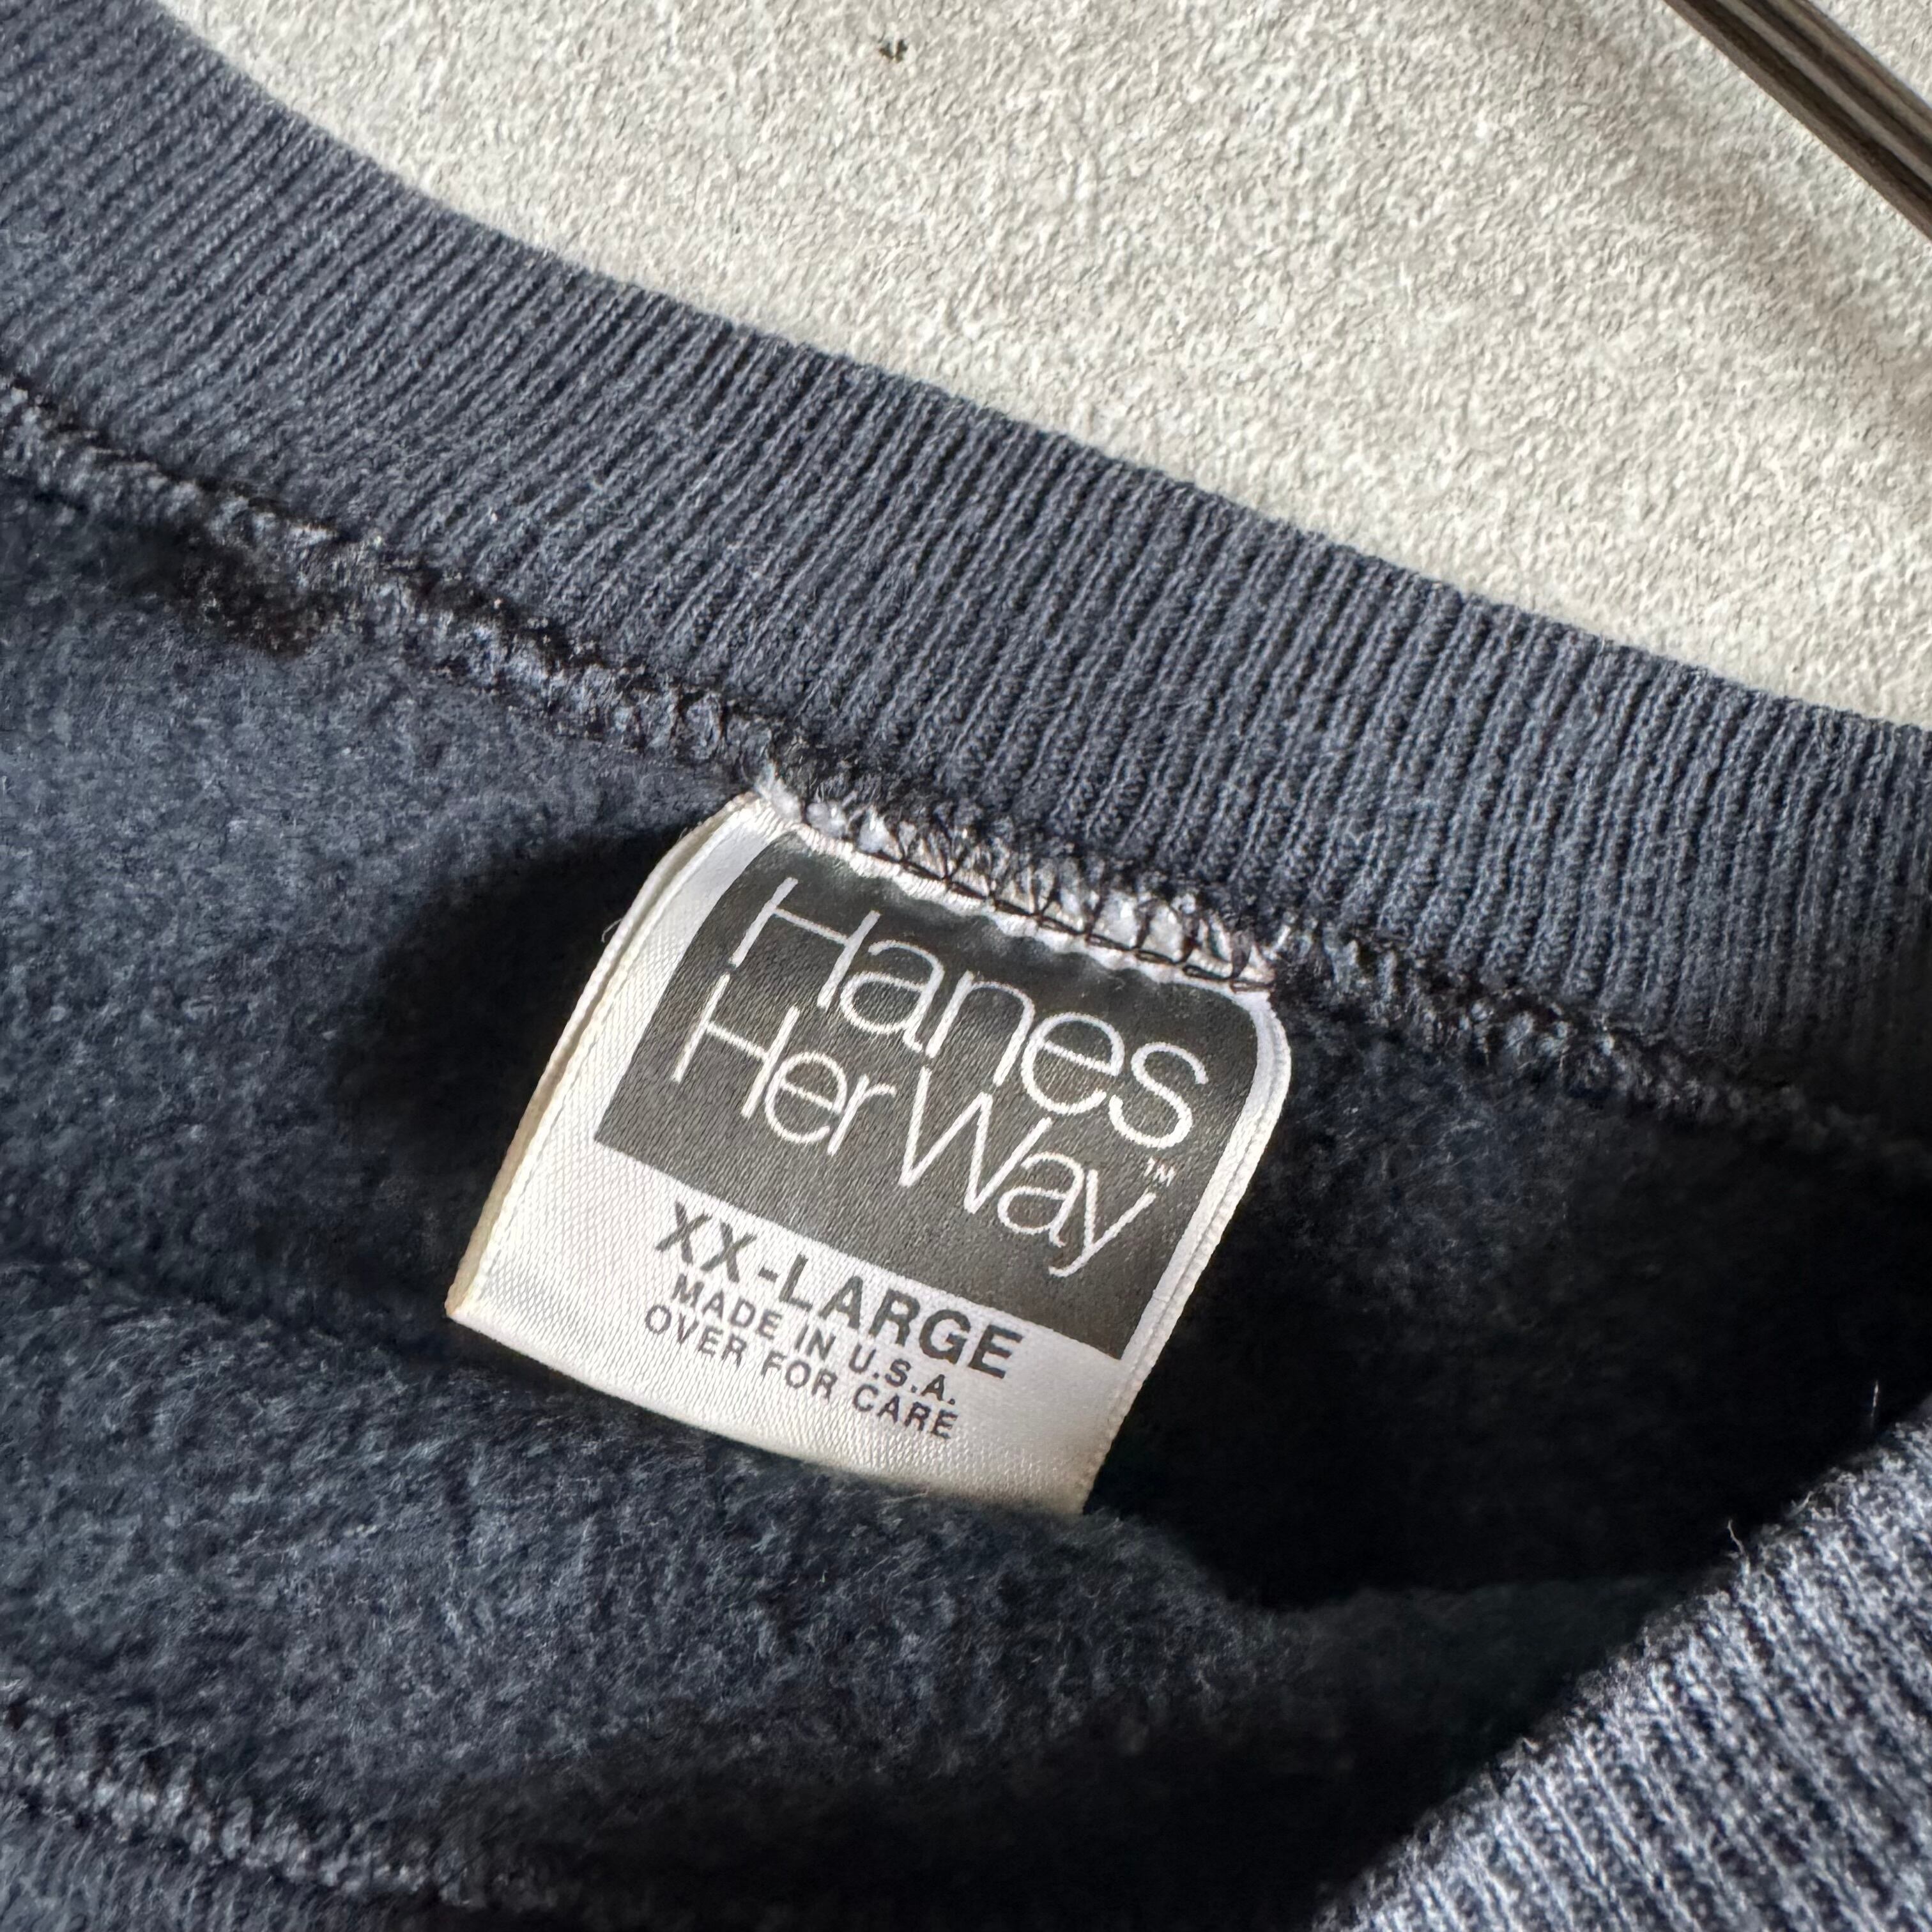 Hanes
Her Way™
XX-LARGE
MADE IN U.S.A.
OVER FOR CARE